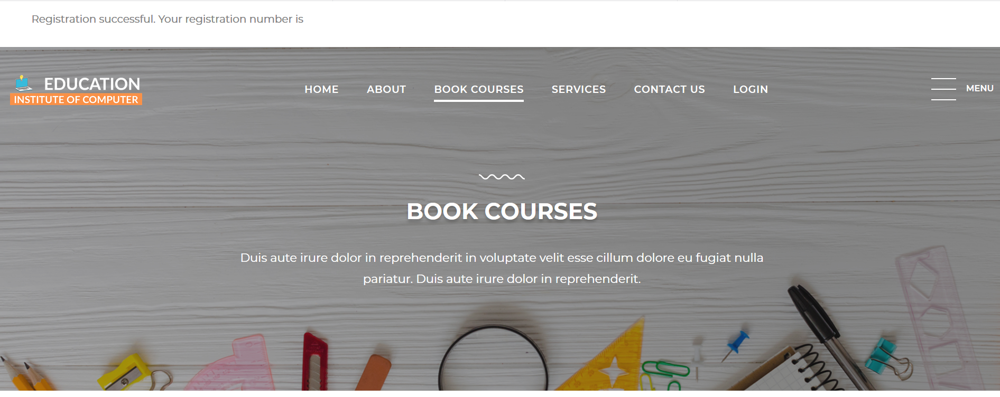 Registration successful. Your registration number is
EDUCATION
INSTITUTE OF COMPUTER
HOME ABOUT BOOK COURSES SERVICES CONTACT US LOGIN MENU
BOOK COURSES
Duis aute irure dolor in reprehenderit in voluptate velit esse cillum dolore eu fugiat nulla
pariatur. Duis aute irure dolor in reprehenderit.